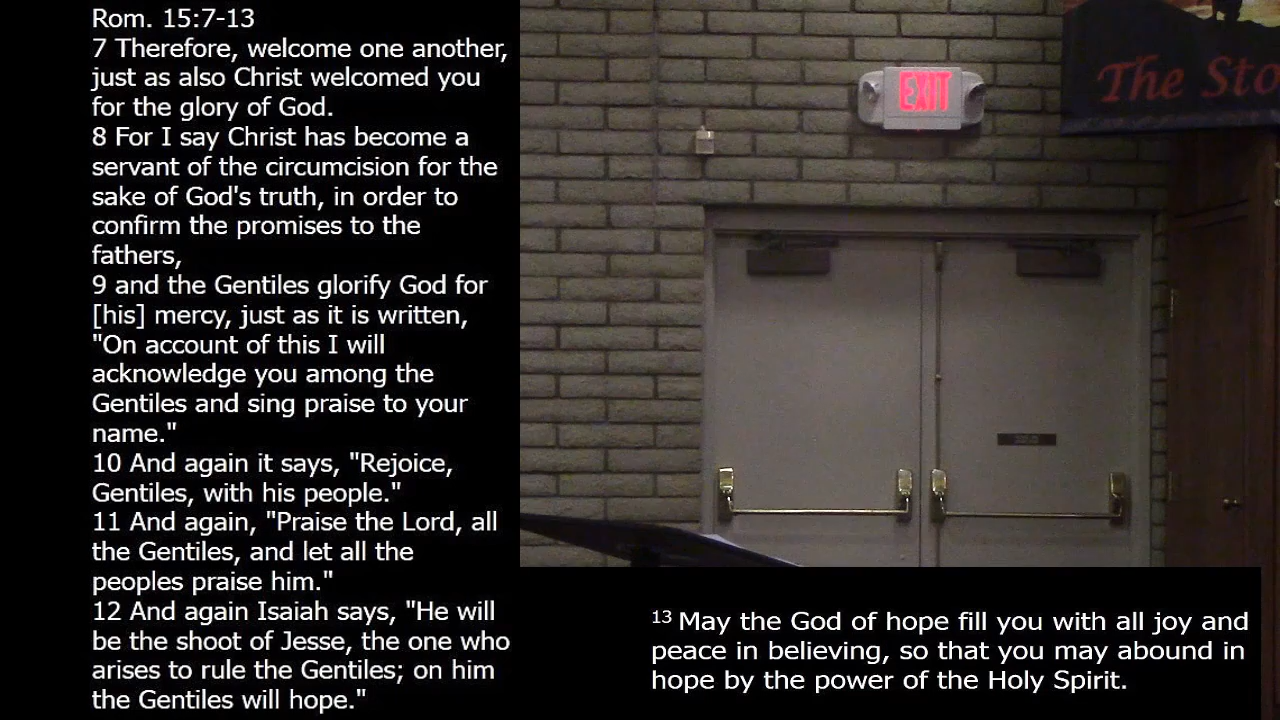 Rom. 15:7-13
7 Therefore, welcome one another,
just as also Christ welcomed you
for the glory of God.
8 For I say Christ has become a
servant of the circumcision for the
sake of God's truth, in order to
confirm the promises to the
fathers,
9 and the Gentiles glorify God for
[his] mercy, just as it is written,
"On account of this I will
acknowledge you among the
Gentiles and sing praise to your
name."
10 And again it says, "Rejoice,
Gentiles, with his people."
11 And again, "Praise the Lord, all
the Gentiles, and let all the
peoples praise him."
12 And again Isaiah says, "He will
be the shoot of Jesse, the one who
arises to rule the Gentiles; on him
the Gentiles will hope."
EXIT
The Sto
13 May the God of hope fill you with all joy and
peace in believing, so that you may abound in
hope by the power of the Holy Spirit.